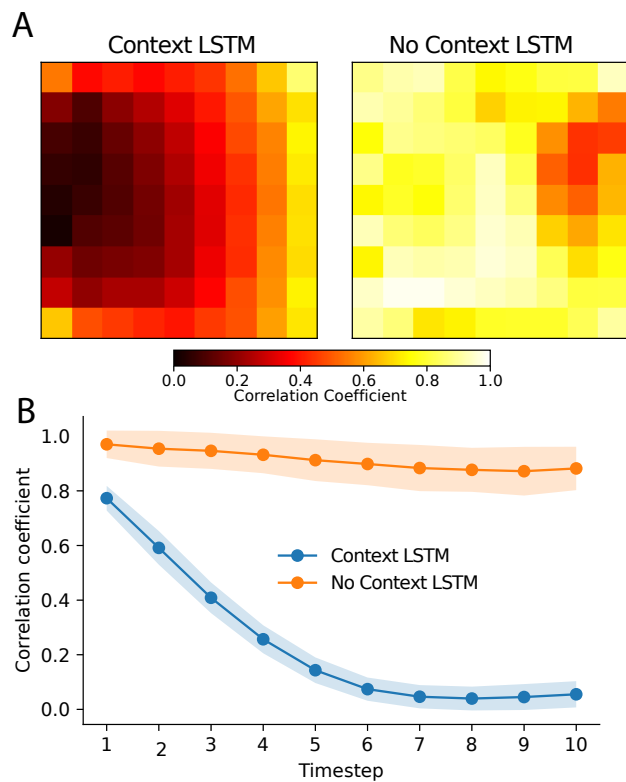 A
Context LSTM
No Context LSTM
0.0 0.2 0.4 0.6 0.8 1.0
Correlation Coefficient
B
1.0
0.8
0.6
0.4
0.2
0.0
Correlation coefficient
Context LSTM
No Context LSTM
1 2 3 4 5 6 7 8 9 10
Timestep